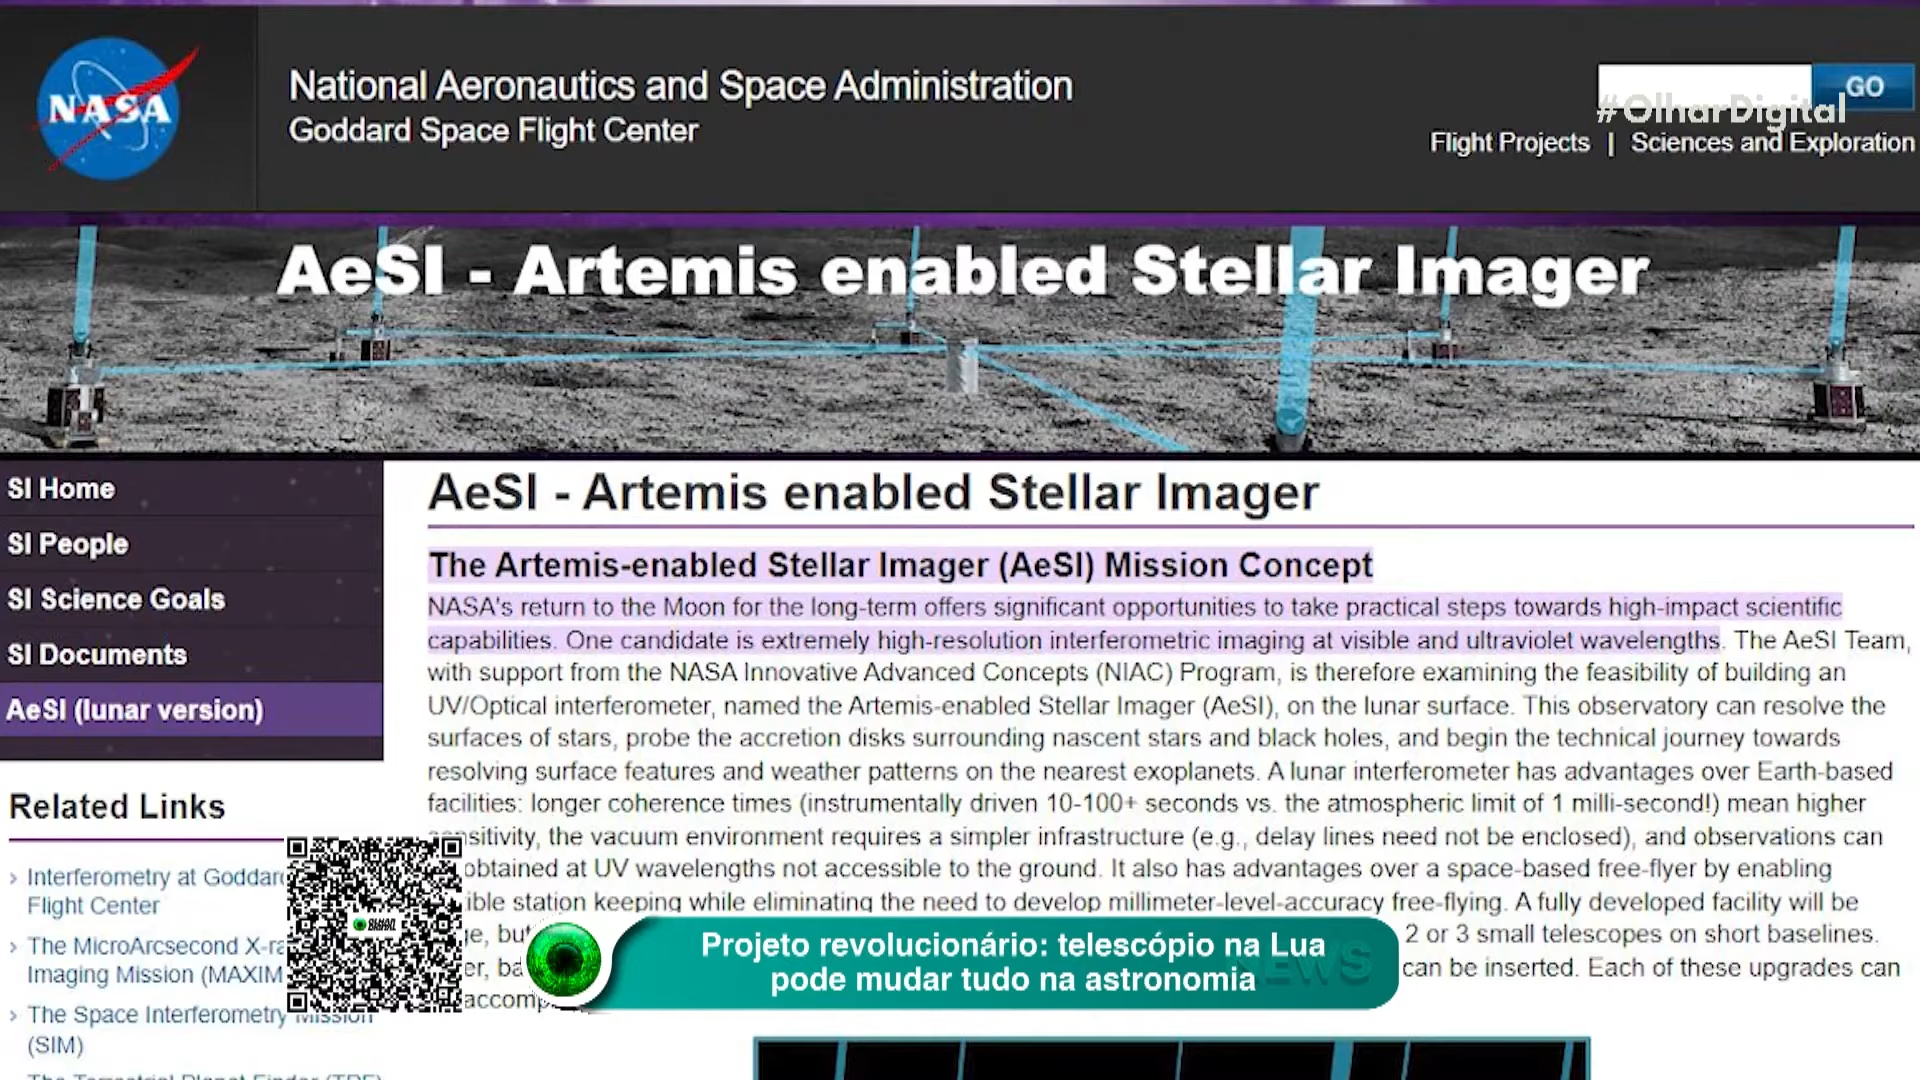 NASA
National Aeronautics and Space Administration
Goddard Space Flight Center
GO
#OlharDigital
Flight Projects | Sciences and Exploration
AeSI - Artemis enabled Stellar Imager
SI Home
SI People
SI Science Goals
SI Documents
AeSI (lunar version)
Related Links
Interferometry at Goddard
Flight Center
The MicroArcsecond X-ra
Imaging Mission (MAXIM
The Space Interferometry Mission
(SIM)
The Terrestrial Planet Finder (TPF)
AeSI - Artemis enabled Stellar Imager
The Artemis-enabled Stellar Imager (AeSI) Mission Concept
NASA's return to the Moon for the long-term offers significant opportunities to take practical steps towards high-impact scientific
capabilities. One candidate is extremely high-resolution interferometric imaging at visible and ultraviolet wavelengths. The AeSI Team,
with support from the NASA Innovative Advanced Concepts (NIAC) Program, is therefore examining the feasibility of building an
UV/Optical interferometer, named the Artemis-enabled Stellar Imager (AeSI), on the lunar surface. This observatory can resolve the
surfaces of stars, probe the accretion disks surrounding nascent stars and black holes, and begin the technical journey towards
resolving surface features and weather patterns on the nearest exoplanets. A lunar interferometer has advantages over Earth-based
facilities: longer coherence times (instrumentally driven 10-100+ seconds vs. the atmospheric limit of 1 milli-second!) mean higher
sensitivity, the vacuum environment requires a simpler infrastructure (e.g., delay lines need not be enclosed), and observations can
obtained at UV wavelengths not accessible to the ground. It also has advantages over a space-based free-flyer by enabling
ible station keeping while eliminating the need to develop millimeter-level-accuracy free-flying. A fully developed facility will be
e, but 2 or 3 small telescopes on short baselines.
er, ba can be inserted. Each of these upgrades can
accomp
OLHAR DIGITAL
Projeto revolucionário: telescópio na Lua
pode mudar tudo na astronomia
NEWS